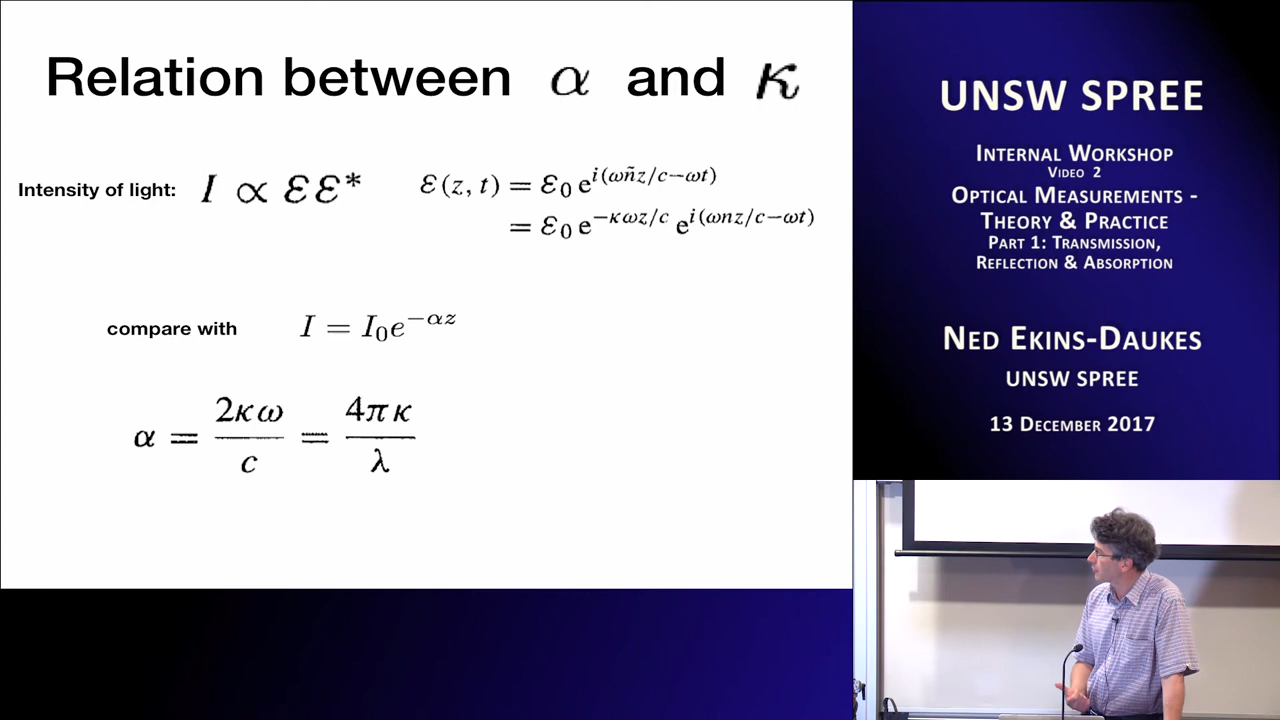 Relation between α and κ
Intensity of light: I ∝ ℰℰ* ℰ(z, t) = ℰ₀ e^{i(ωñz/c−ωt)}
= ℰ₀ e^{−κωz/c} e^{i(ωnz/c−ωt)}
compare with I = I₀e^{−αz}
α = 2κω/c = 4πκ/λ
UNSW SPREE
INTERNAL WORKSHOP
VIDEO 2
OPTICAL MEASUREMENTS -
THEORY & PRACTICE
PART 1: TRANSMISSION,
REFLECTION & ABSORPTION
NED EKINS-DAUKES
UNSW SPREE
13 DECEMBER 2017